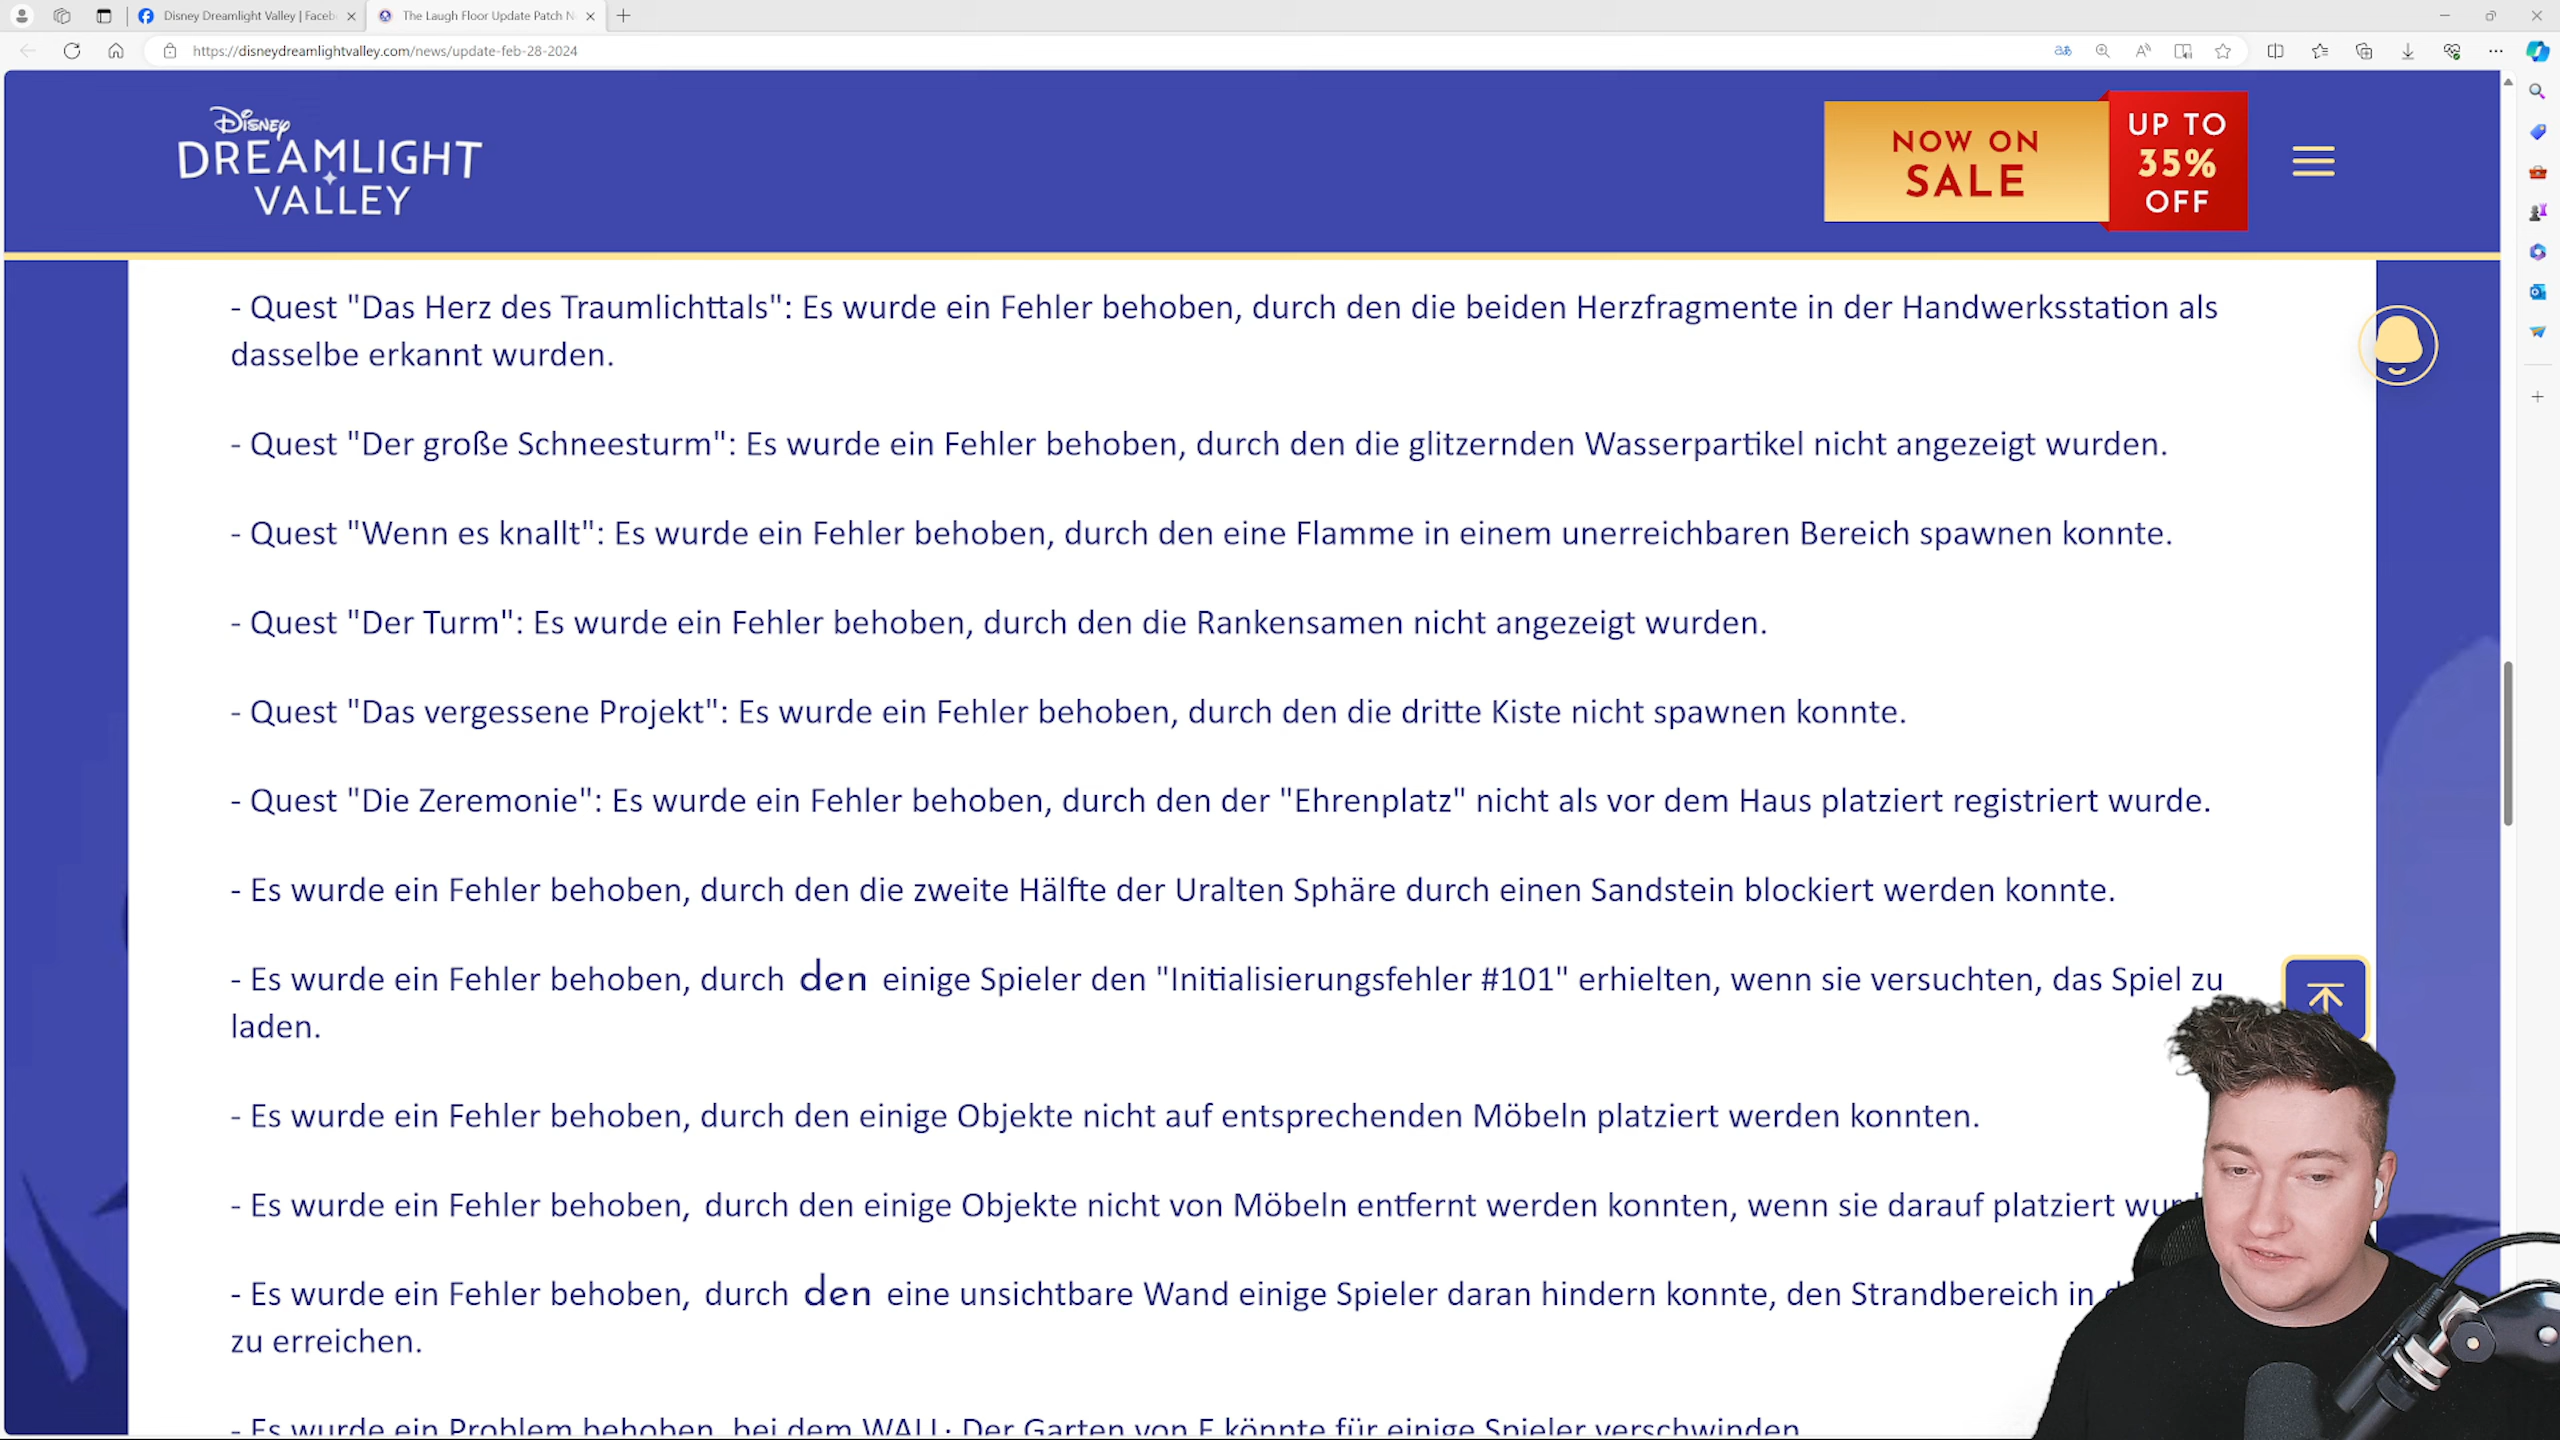 Disney Dreamlight Valley | Faceb
The Laugh Floor Update Patch N
https://disneydreamlightvalley.com/news/update-feb-28-2024
Disney
DREAMLIGHT
VALLEY
NOW ON
SALE
UP TO
35%
OFF
- Quest "Das Herz des Traumlichttals": Es wurde ein Fehler behoben, durch den die beiden Herzfragmente in der Handwerksstation als
dasselbe erkannt wurden.
- Quest "Der große Schneesturm": Es wurde ein Fehler behoben, durch den die glitzernden Wasserpartikel nicht angezeigt wurden.
- Quest "Wenn es knallt": Es wurde ein Fehler behoben, durch den eine Flamme in einem unerreichbaren Bereich spawnen konnte.
- Quest "Der Turm": Es wurde ein Fehler behoben, durch den die Rankensamen nicht angezeigt wurden.
- Quest "Das vergessene Projekt": Es wurde ein Fehler behoben, durch den die dritte Kiste nicht spawnen konnte.
- Quest "Die Zeremonie": Es wurde ein Fehler behoben, durch den der "Ehrenplatz" nicht als vor dem Haus platziert registriert wurde.
- Es wurde ein Fehler behoben, durch den die zweite Hälfte der Uralten Sphäre durch einen Sandstein blockiert werden konnte.
- Es wurde ein Fehler behoben, durch den einige Spieler den "Initialisierungsfehler #101" erhielten, wenn sie versuchten, das Spiel zu
laden.
- Es wurde ein Fehler behoben, durch den einige Objekte nicht auf entsprechenden Möbeln platziert werden konnten.
- Es wurde ein Fehler behoben, durch den einige Objekte nicht von Möbeln entfernt werden konnten, wenn sie darauf platziert
- Es wurde ein Fehler behoben, durch den eine unsichtbare Wand einige Spieler daran hindern konnte, den Strandbereich in
zu erreichen.
- Es wurde ein Problem behoben, bei dem WALL· Der Garten von E könnte für einige Spieler verschwinden